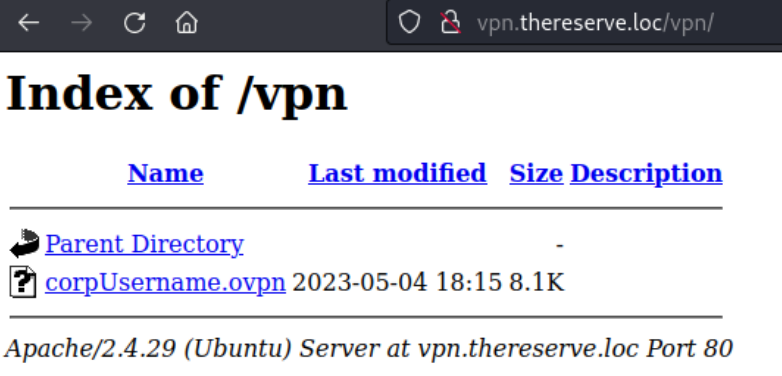 vpn.thereserve.loc/vpn/
Index of /vpn
Name Last modified Size Description
Parent Directory -
corpUsername.ovpn 2023-05-04 18:15 8.1K
Apache/2.4.29 (Ubuntu) Server at vpn.thereserve.loc Port 80